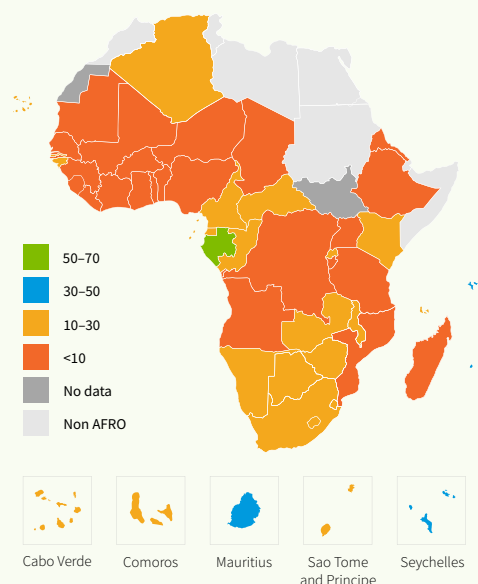 50–70
30–50
10–30
<10
No data
Non AFRO
Cabo Verde
Comoros
Mauritius
Sao Tome
and Principe
Seychelles